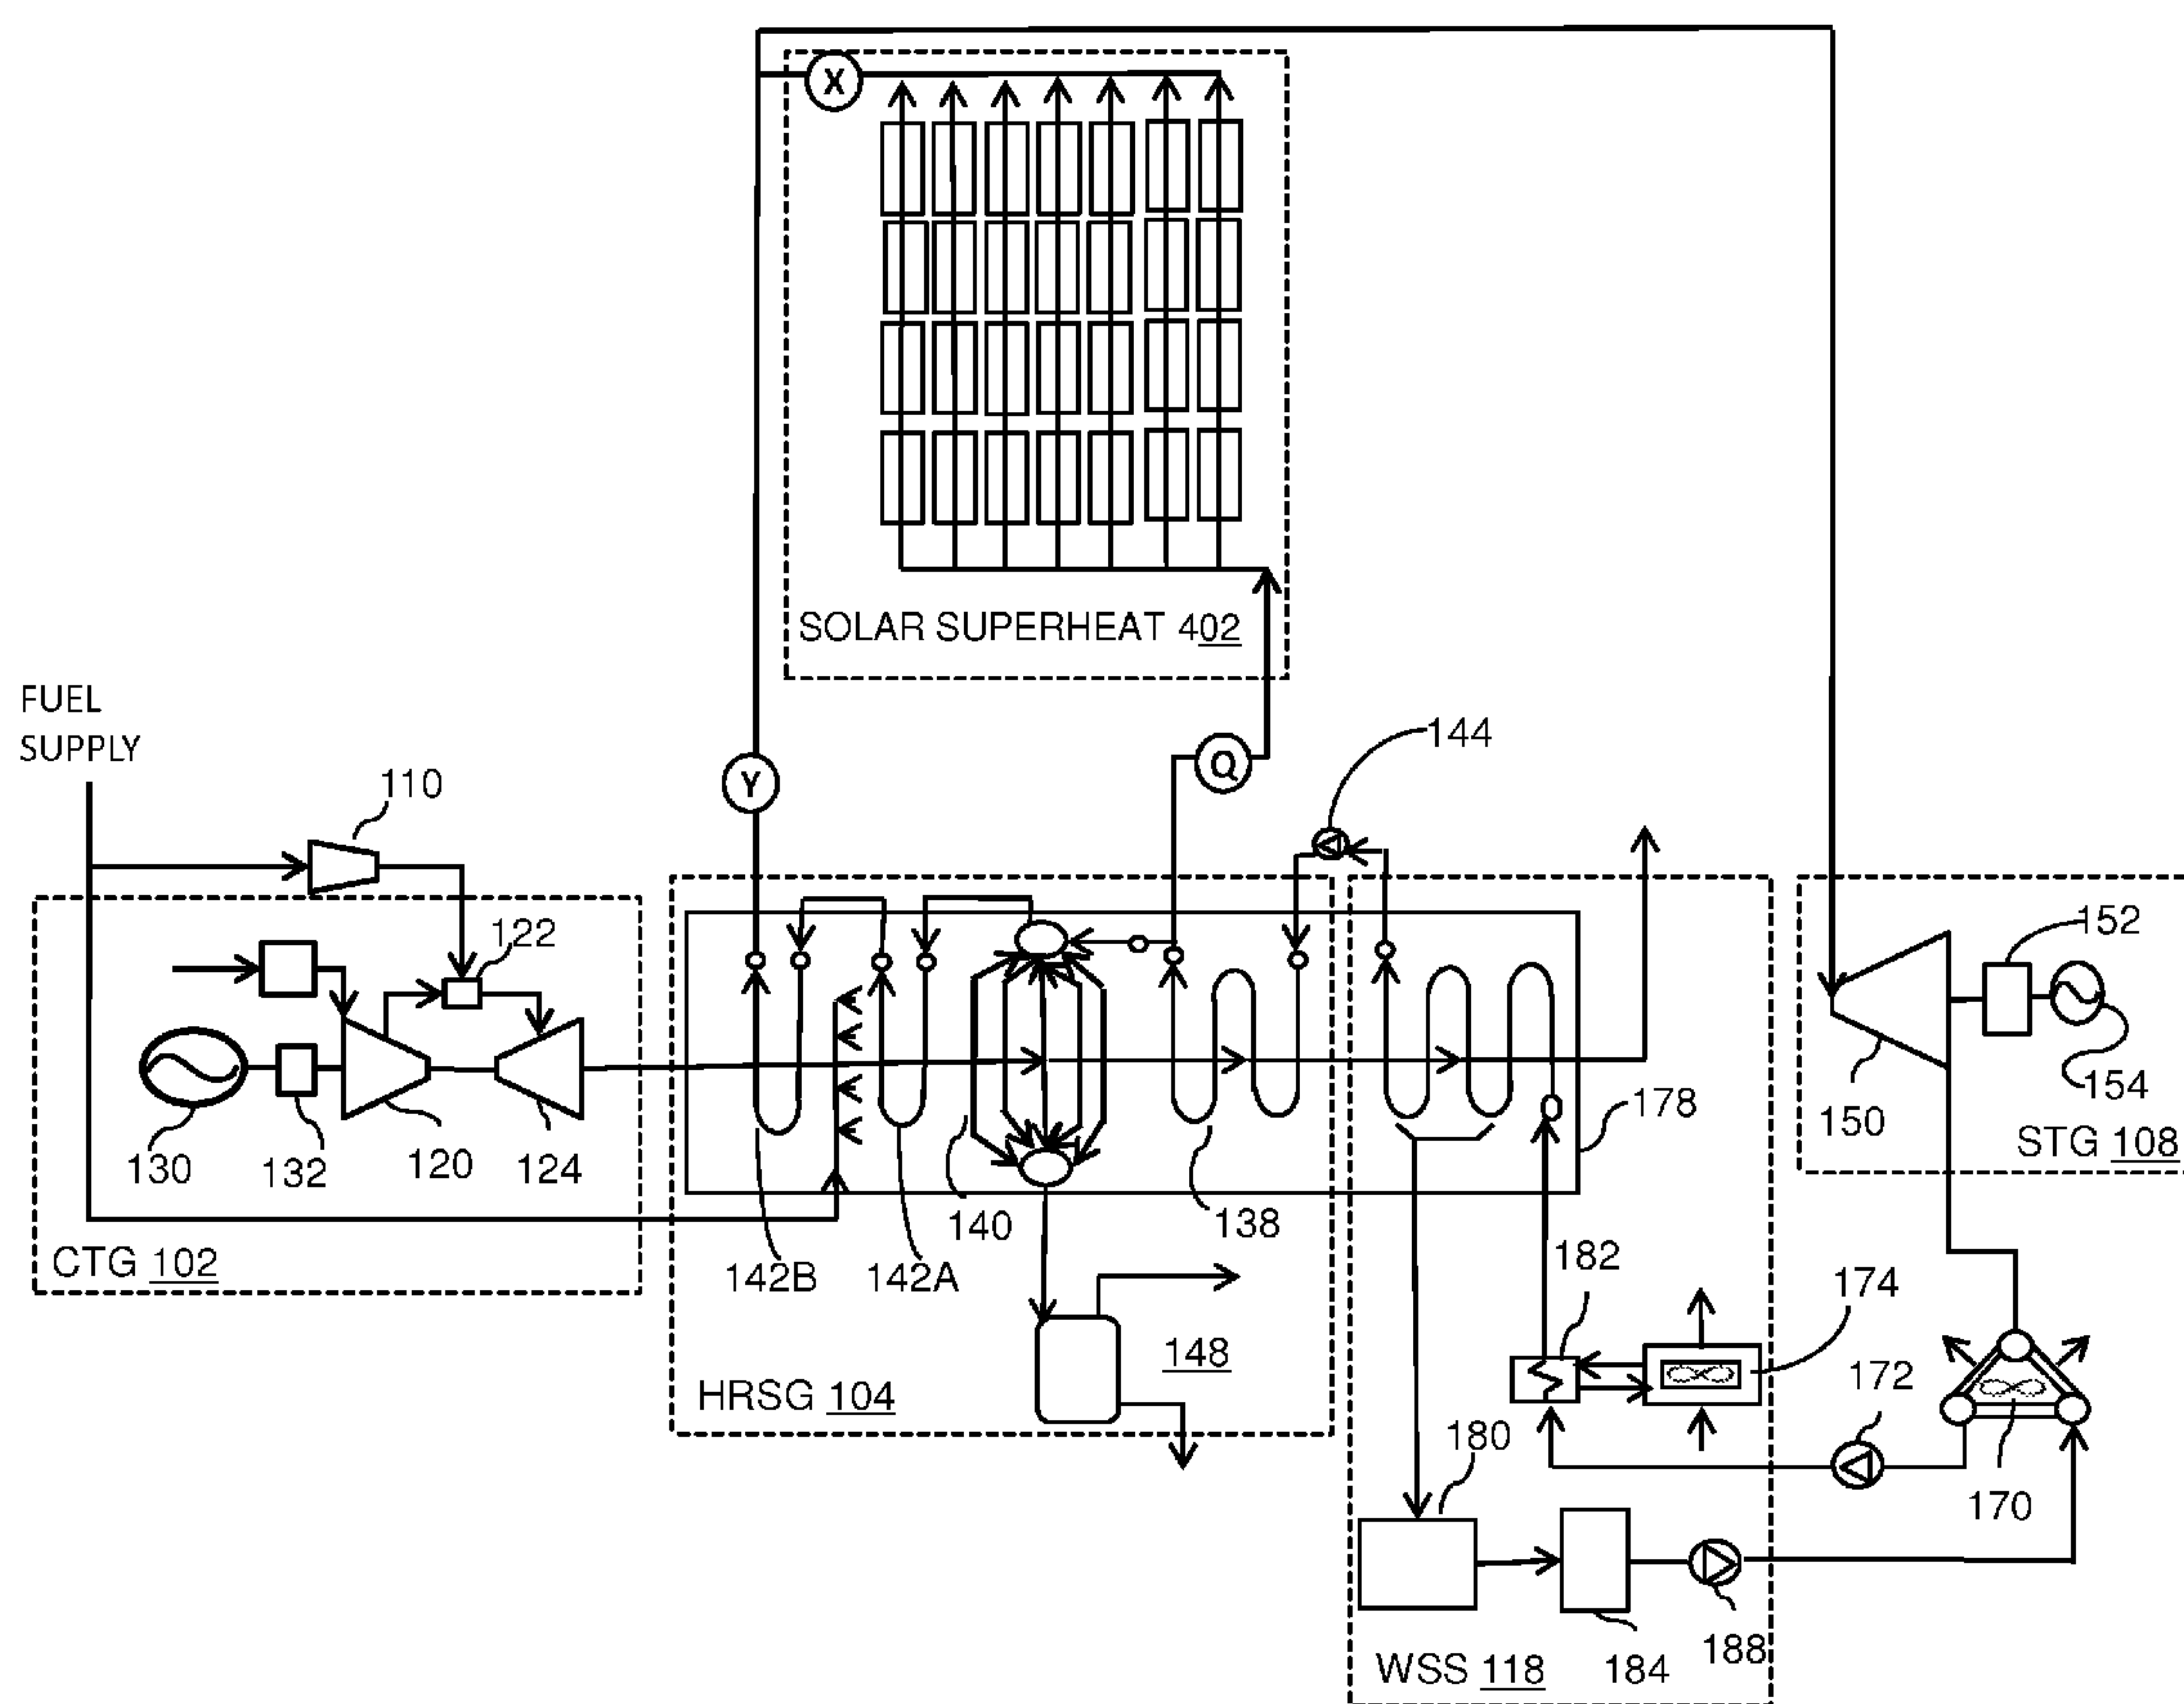 X
SOLAR SUPERHEAT 402
FUEL
SUPPLY
Y
Q
144
110
122
152
154
150
STG 108
178
130
132
120
124
140
138
CTG 102
142B
142A
182
174
148
HRSG 104
172
180
170
WSS 118
184
188